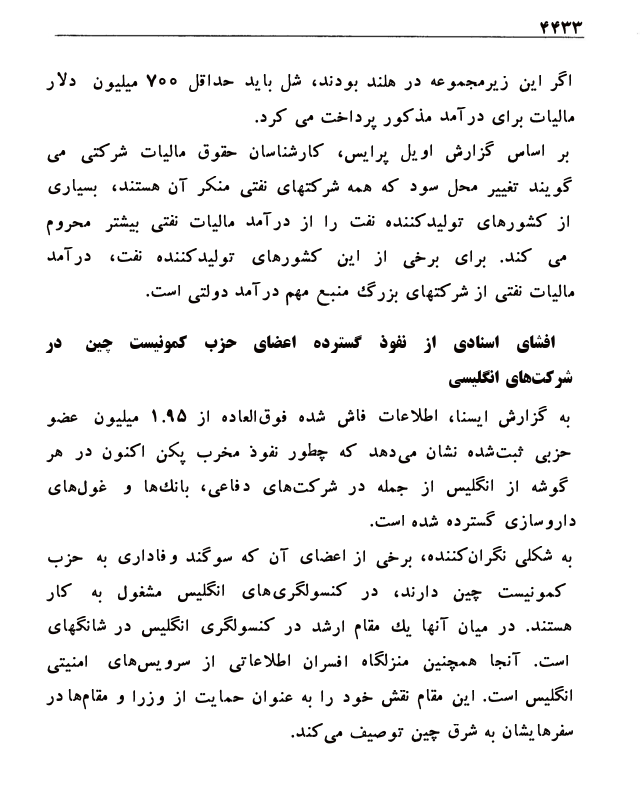 ۴۴۳۳
اگر این زیرمجموعه در هلند بودند، شل باید حداقل ۷۰۰ میلیون دلار
مالیات برای درآمد مذکور پرداخت می کرد.
بر اساس گزارش اویل پرایس، کارشناسان حقوق مالیات شرکتی می
گویند تغییر محل سود که همه شرکتهای نفتی منکر آن هستند، بسیاری
از کشورهای تولیدکننده نفت را از درآمد مالیات نفتی بیشتر محروم
می کند. برای برخی از این کشورهای تولیدکننده نفت، درآمد
مالیات نفتی از شرکتهای بزرگ منبع مهم درآمد دولتی است.
افشای اسنادی از نفوذ گسترده اعضای حزب کمونیست چین در
شرکت‌های انگلیسی
به گزارش ایسنا، اطلاعات فاش شده فوق‌العاده از ۱.۹۵ میلیون عضو
حزبی ثبت‌شده نشان می‌دهد که چطور نفوذ مخرب پکن اکنون در هر
گوشه از انگلیس از جمله در شرکت‌های دفاعی، بانک‌ها و غول‌های
داروسازی گسترده شده است.
به شکلی نگران‌کننده، برخی از اعضای آن که سوگند وفاداری به حزب
کمونیست چین دارند، در کنسولگری‌های انگلیس مشغول به کار
هستند. در میان آنها یک مقام ارشد در کنسولگری انگلیس در شانگهای
است. آنجا همچنین منزلگاه افسران اطلاعاتی از سرویس‌های امنیتی
انگلیس است. این مقام نقش خود را به عنوان حمایت از وزرا و مقام‌ها در
سفرهایشان به شرق چین توصیف می‌کند.